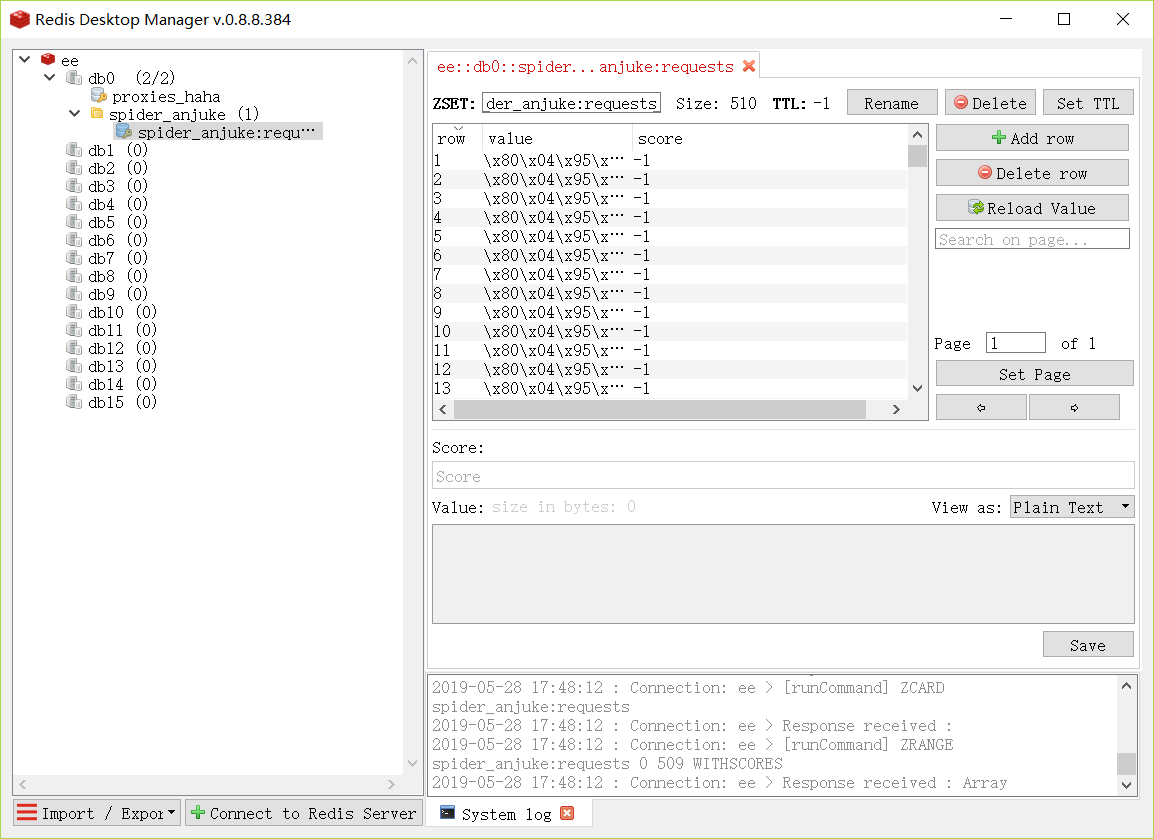 Redis Desktop Manager v.0.8.8.384
ee
db0 (2/2)
proxies_haha
spider_anjuke (1)
spider_anjuke:requ···
db1 (0)
db2 (0)
db3 (0)
db4 (0)
db5 (0)
db6 (0)
db7 (0)
db8 (0)
db9 (0)
db10 (0)
db11 (0)
db12 (0)
db13 (0)
db14 (0)
db15 (0)
Import / Expor
Connect to Redis Server
ee::db0::spider...anjuke:requests
ZSET: der_anjuke:requests Size: 510 TTL: -1 Rename Delete Set TTL
row value score
1 \x80\x04\x95\x··· -1
2 \x80\x04\x95\x··· -1
3 \x80\x04\x95\x··· -1
4 \x80\x04\x95\x··· -1
5 \x80\x04\x95\x··· -1
6 \x80\x04\x95\x··· -1
7 \x80\x04\x95\x··· -1
8 \x80\x04\x95\x··· -1
9 \x80\x04\x95\x··· -1
10 \x80\x04\x95\x··· -1
11 \x80\x04\x95\x··· -1
12 \x80\x04\x95\x··· -1
13 \x80\x04\x95\x··· -1
Add row
Delete row
Reload Value
Search on page...
Page 1 of 1
Set Page
Score:
Score
Value: size in bytes: 0 View as: Plain Text
Save
2019-05-28 17:48:12 : Connection: ee > [runCommand] ZCARD
spider_anjuke:requests
2019-05-28 17:48:12 : Connection: ee > Response received :
2019-05-28 17:48:12 : Connection: ee > [runCommand] ZRANGE
spider_anjuke:requests 0 509 WITHSCORES
2019-05-28 17:48:12 : Connection: ee > Response received : Array
System log